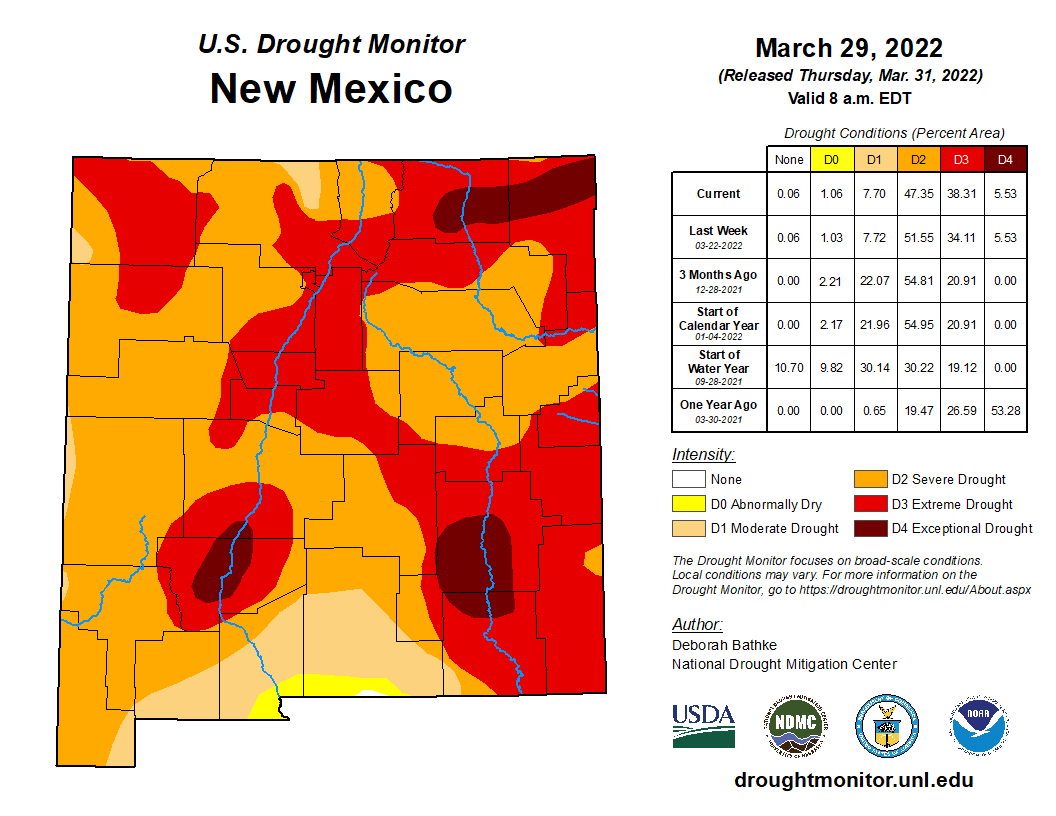 U.S. Drought Monitor
New Mexico
March 29, 2022
(Released Thursday, Mar. 31, 2022)
Valid 8 a.m. EDT
Drought Conditions (Percent Area)
None D0 D1 D2 D3 D4
Current 0.06 1.06 7.70 47.35 38.31 5.53
Last Week 0.06 1.03 7.72 51.55 34.11 5.53
03-22-2022
3 Months Ago 0.00 2.21 22.07 54.81 20.91 0.00
12-28-2021
Start of
Calendar Year 0.00 2.17 21.96 54.95 20.91 0.00
01-04-2022
Start of
Water Year 10.70 9.82 30.14 30.22 19.12 0.00
09-28-2021
One Year Ago 0.00 0.00 0.65 19.47 26.59 53.28
03-30-2021
Intensity:
None D2 Severe Drought
D0 Abnormally Dry D3 Extreme Drought
D1 Moderate Drought D4 Exceptional Drought
The Drought Monitor focuses on broad-scale conditions.
Local conditions may vary. For more information on the
Drought Monitor, go to https://droughtmonitor.unl.edu/About.aspx
Author:
Deborah Bathke
National Drought Mitigation Center
USDA
NDMC
NOAA
droughtmonitor.unl.edu